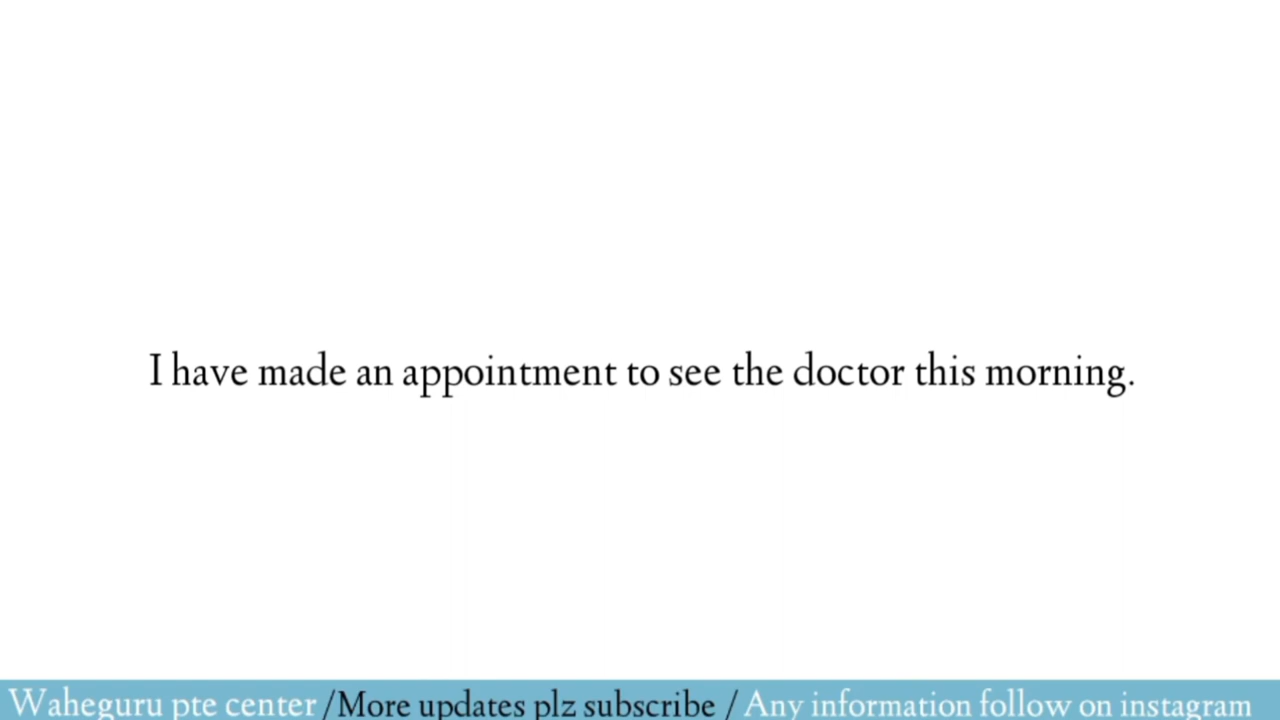 I have made an appointment to see the doctor this morning.
Waheguru pte center /More updates plz subscribe / Any information follow on instagram